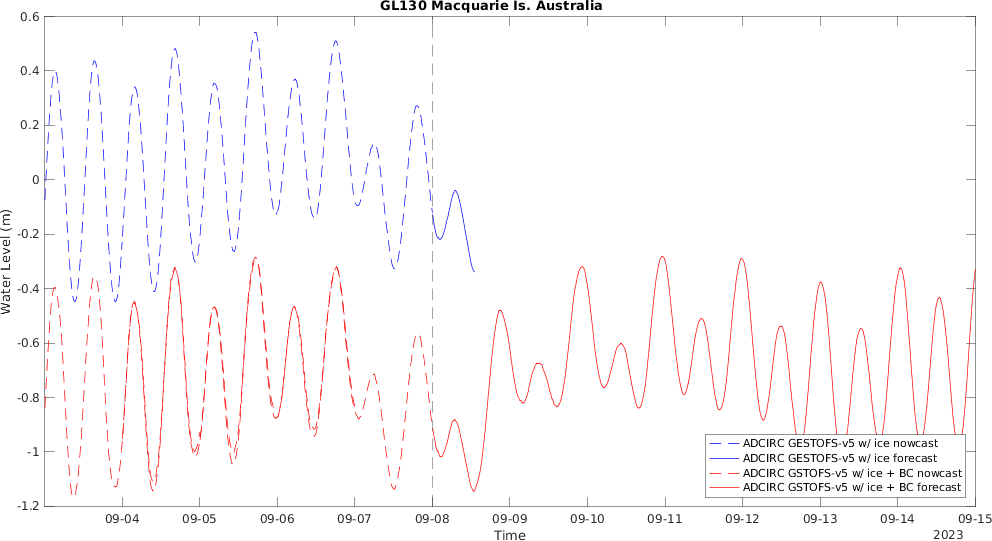 GL130 Macquarie Is. Australia
0.6
0.4
0.2
0
-0.2
-0.4
-0.6
-0.8
-1
-1.2
Water Level (m)
ADCIRC GESTOFS-v5 w/ ice nowcast
ADCIRC GESTOFS-v5 w/ ice forecast
ADCIRC GSTOFS-v5 w/ ice + BC nowcast
ADCIRC GSTOFS-v5 w/ ice + BC forecast
09-04 09-05 09-06 09-07 09-08 09-09 09-10 09-11 09-12 09-13 09-14 09-15
Time
2023